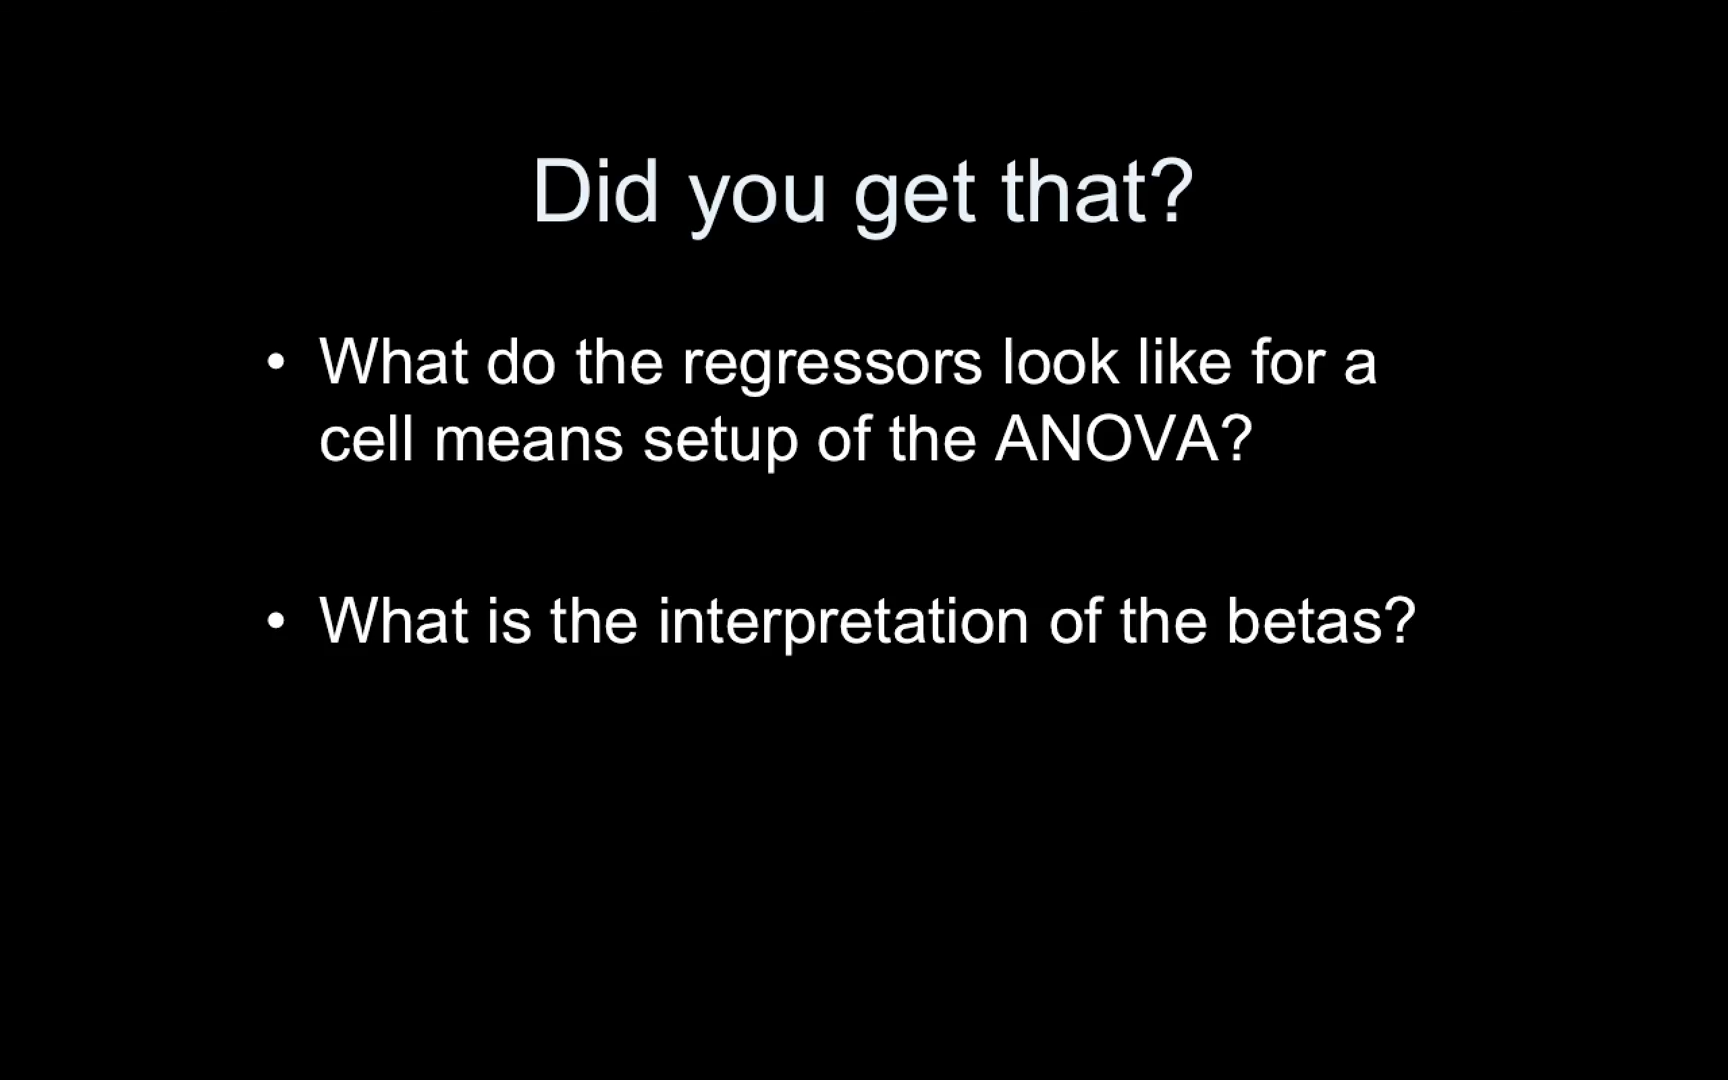 Did you get that?
• What do the regressors look like for a
cell means setup of the ANOVA?
• What is the interpretation of the betas?